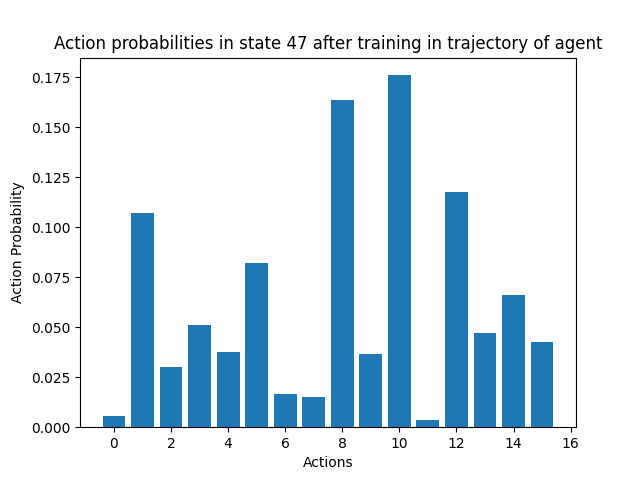 Action probabilities in state 47 after training in trajectory of agent
0.175
0.150
0.125
0.100
0.075
0.050
0.025
0.000
Action Probability
0 2 4 6 8 10 12 14 16
Actions